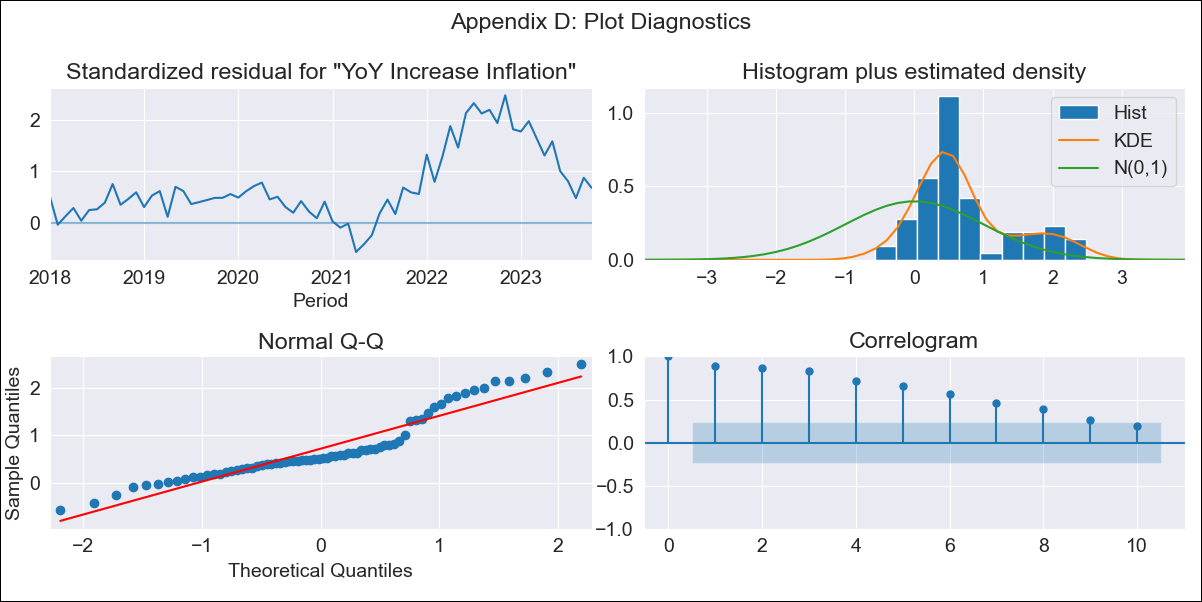 Appendix D: Plot Diagnostics
Standardized residual for "YoY Increase Inflation"
2
1
0
2018 2019 2020 2021 2022 2023
Period
Histogram plus estimated density
1.0
0.5
0.0
Hist
KDE
N(0,1)
−3 −2 −1 0 1 2 3
Normal Q-Q
Sample Quantiles
2
1
0
−2 −1 0 1 2
Theoretical Quantiles
Correlogram
1.0
0.5
0.0
−0.5
−1.0
0 2 4 6 8 10